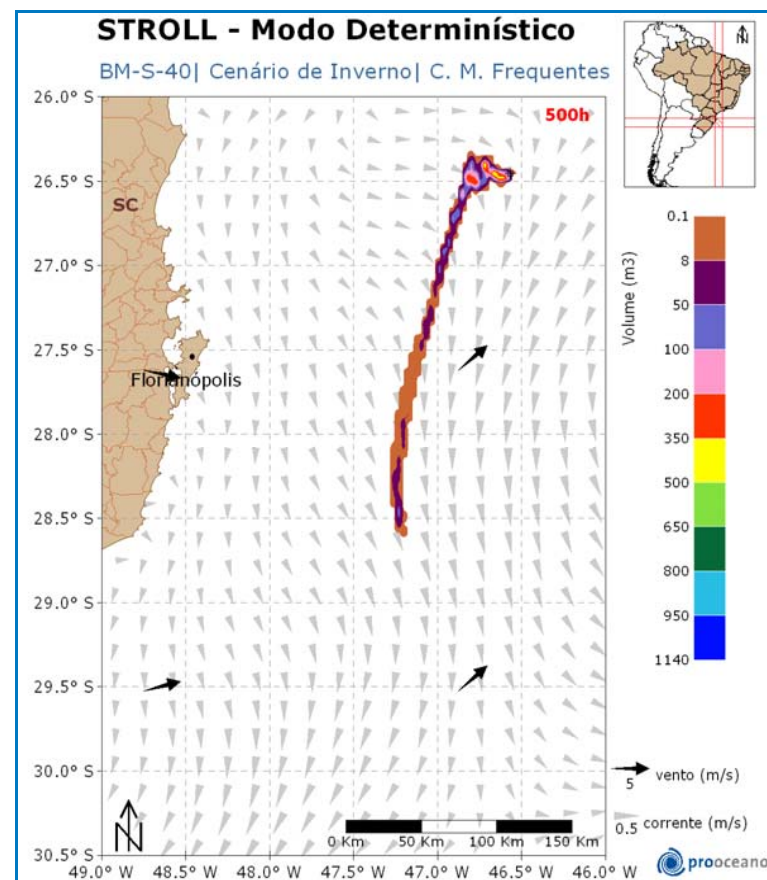 STROLL - Modo Determinístico
BM-S-40| Cenário de Inverno| C. M. Frequentes
N
500h
26.0° S
26.5° S
27.0° S
27.5° S
28.0° S
28.5° S
29.0° S
29.5° S
30.0° S
30.5° S
SC
Florianópolis
Volume (m3)
0.1
8
50
100
200
350
500
650
800
950
1140
vento (m/s)
5
0.5 corrente (m/s)
N
0 Km 50 Km 100 Km 150 Km
49.0° W 48.5° W 48.0° W 47.5° W 47.0° W 46.5° W 46.0° W
prooceano